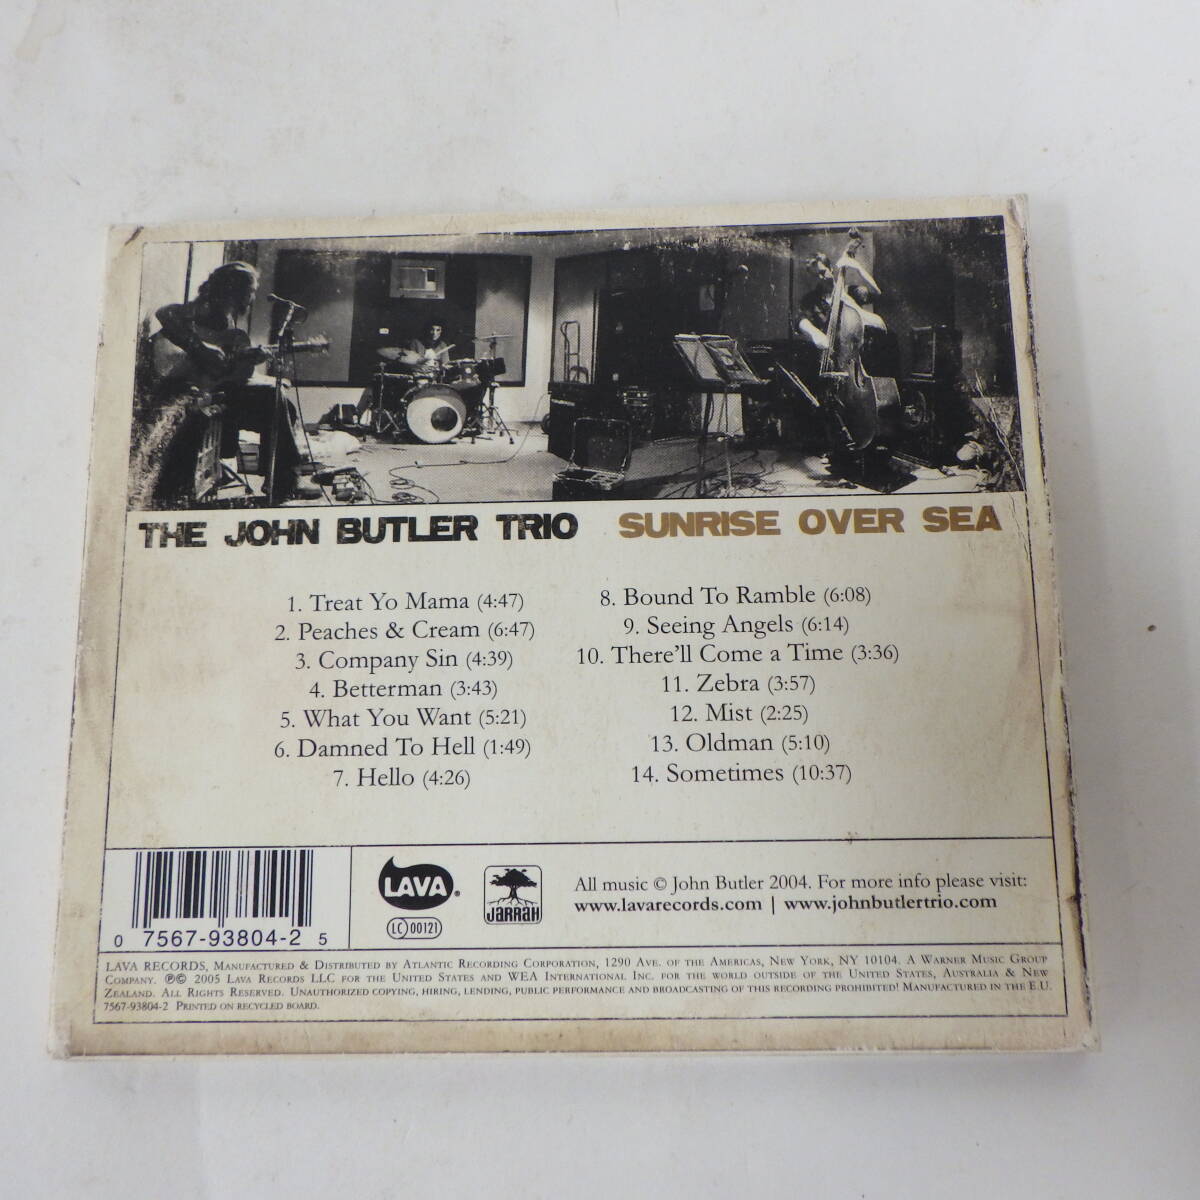 THE JOHN BUTLER TRIO SUNRISE OVER SEA
1. Treat Yo Mama (4:47)
2. Peaches & Cream (6:47)
3. Company Sin (4:39)
4. Betterman (3:43)
5. What You Want (5:21)
6. Damned To Hell (1:49)
7. Hello (4:26)
8. Bound To Ramble (6:08)
9. Seeing Angels (6:14)
10. There'll Come a Time (3:36)
11. Zebra (3:57)
12. Mist (2:25)
13. Oldman (5:10)
14. Sometimes (10:37)
0 7567-93804-2 5
LAVA®
LC 00121
JARRAH
All music © John Butler 2004. For more info please visit:
www.lavarecords.com | www.johnbutlertrio.com
LAVA RECORDS, Manufactured & Distributed by Atlantic Recording Corporation, 1290 Ave. of the Americas, New York, NY 10104. A Warner Music Group
Company. ℗© 2005 Lava Records LLC for the United States and WEA International Inc. for the world outside of the United States, Australia & New
Zealand. All Rights Reserved. Unauthorized copying, hiring, lending, public performance and broadcasting of this recording prohibited! Manufactured in the E.U.
7567-93804-2 Printed on recycled board.